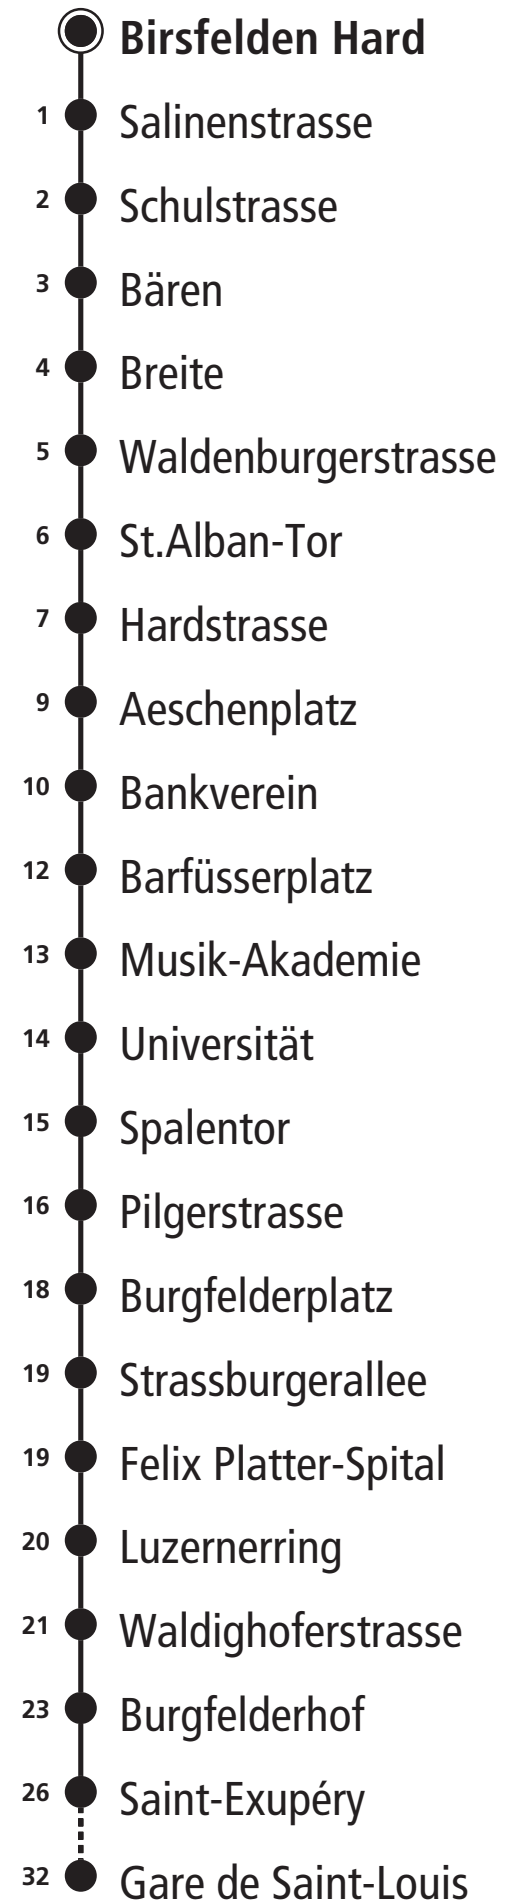 Birsfelden Hard
1 Salinenstrasse
2 Schulstrasse
3 Bären
4 Breite
5 Waldenburgerstrasse
6 St.Alban-Tor
7 Hardstrasse
9 Aeschenplatz
10 Bankverein
12 Barfüsserplatz
13 Musik-Akademie
14 Universität
15 Spalentor
16 Pilgerstrasse
18 Burgfelderplatz
19 Strassburgerallee
19 Felix Platter-Spital
20 Luzernerring
21 Waldighoferstrasse
23 Burgfelderhof
26 Saint-Exupéry
32 Gare de Saint-Louis